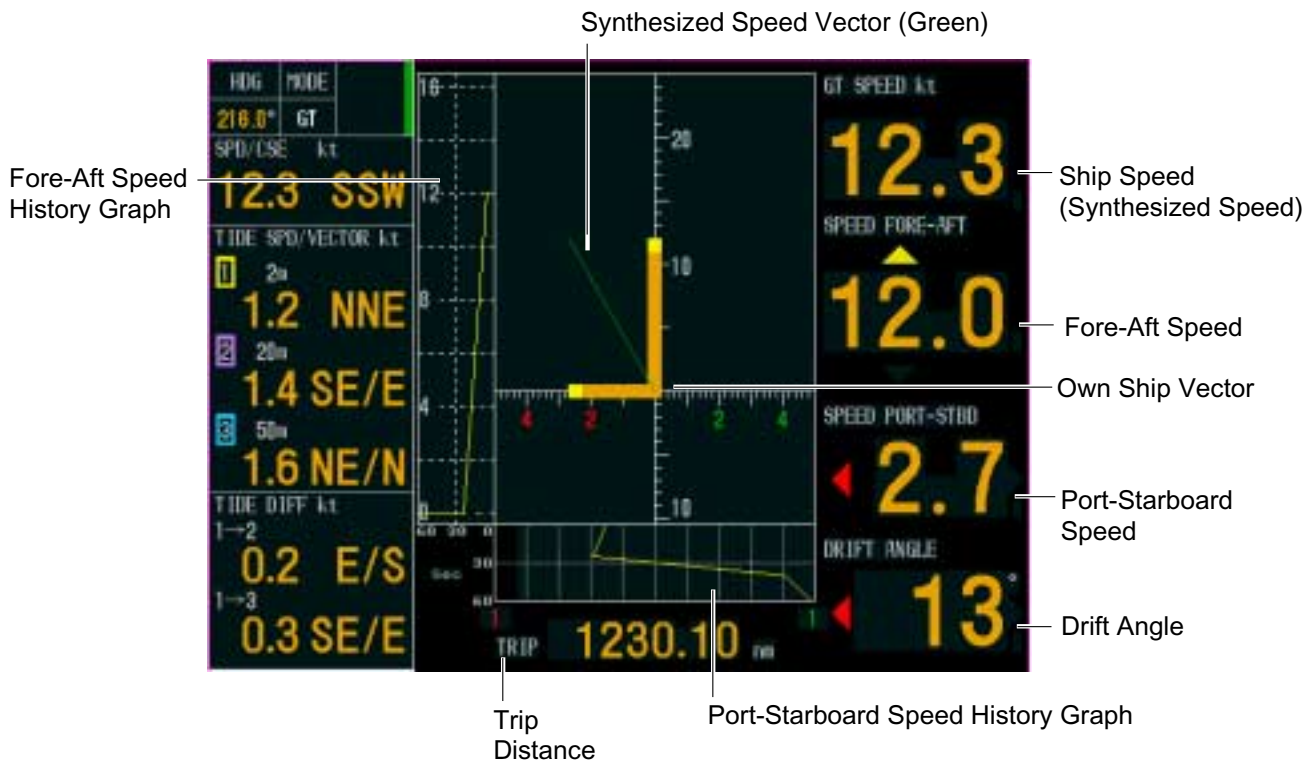 Synthesized Speed Vector (Green)
HDG MODE
216.0° GT
SPD/CSE kt
12.3 SSW
TIDE SPD/VECTOR kt
1 2m
1.2 NNE
2 20m
1.4 SE/E
3 50m
1.6 NE/N
TIDE DIFF kt
1→2
0.2 E/S
1→3
0.3 SE/E
Fore-Aft Speed
History Graph
16
12
8
4
0
60 30 0
20
10
10
4 2 2 4
Sec
30
60
1 1
TRIP 1230.10 nm
GT SPEED kt
12.3
SPEED FORE-AFT
12.0
SPEED PORT-STBD
2.7
DRIFT ANGLE
13°
Ship Speed
(Synthesized Speed)
Fore-Aft Speed
Own Ship Vector
Port-Starboard
Speed
Drift Angle
Trip
Distance
Port-Starboard Speed History Graph